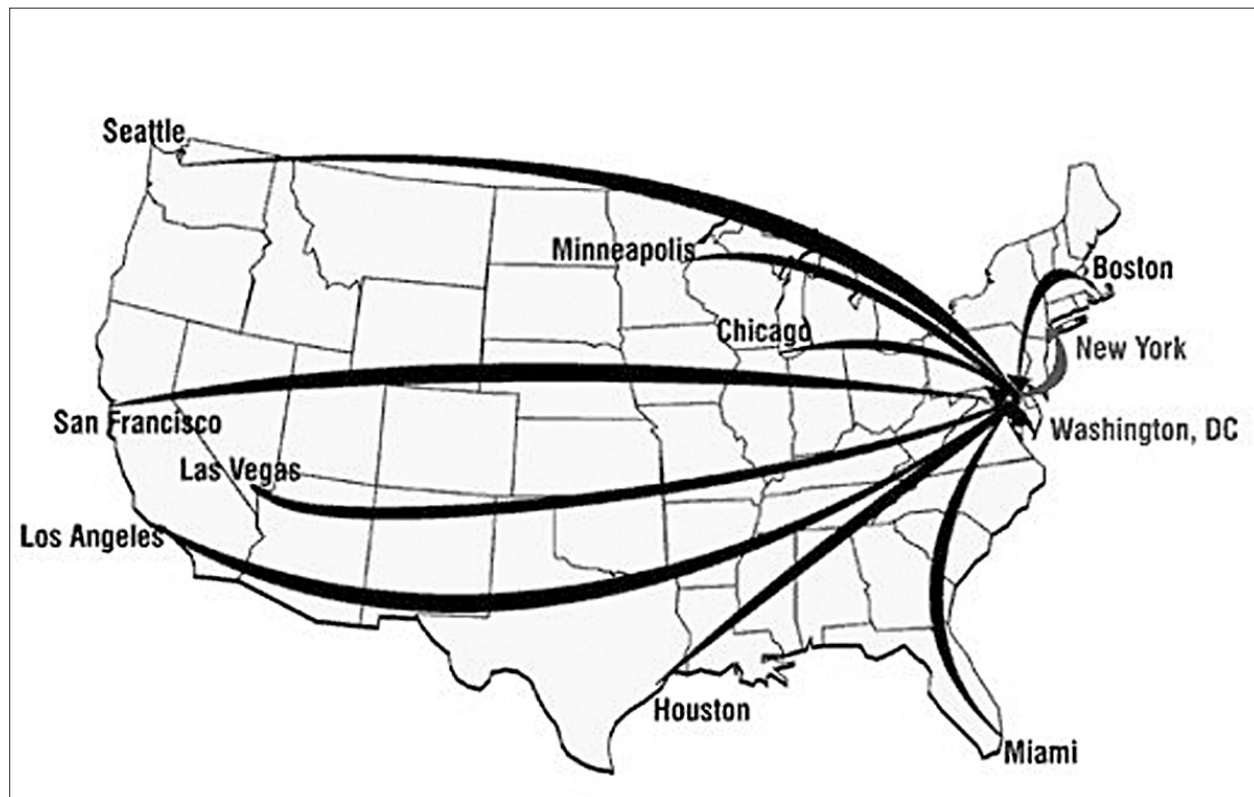 Seattle
Minneapolis
Boston
Chicago
New York
San Francisco
Washington, DC
Las Vegas
Los Angeles
Houston
Miami